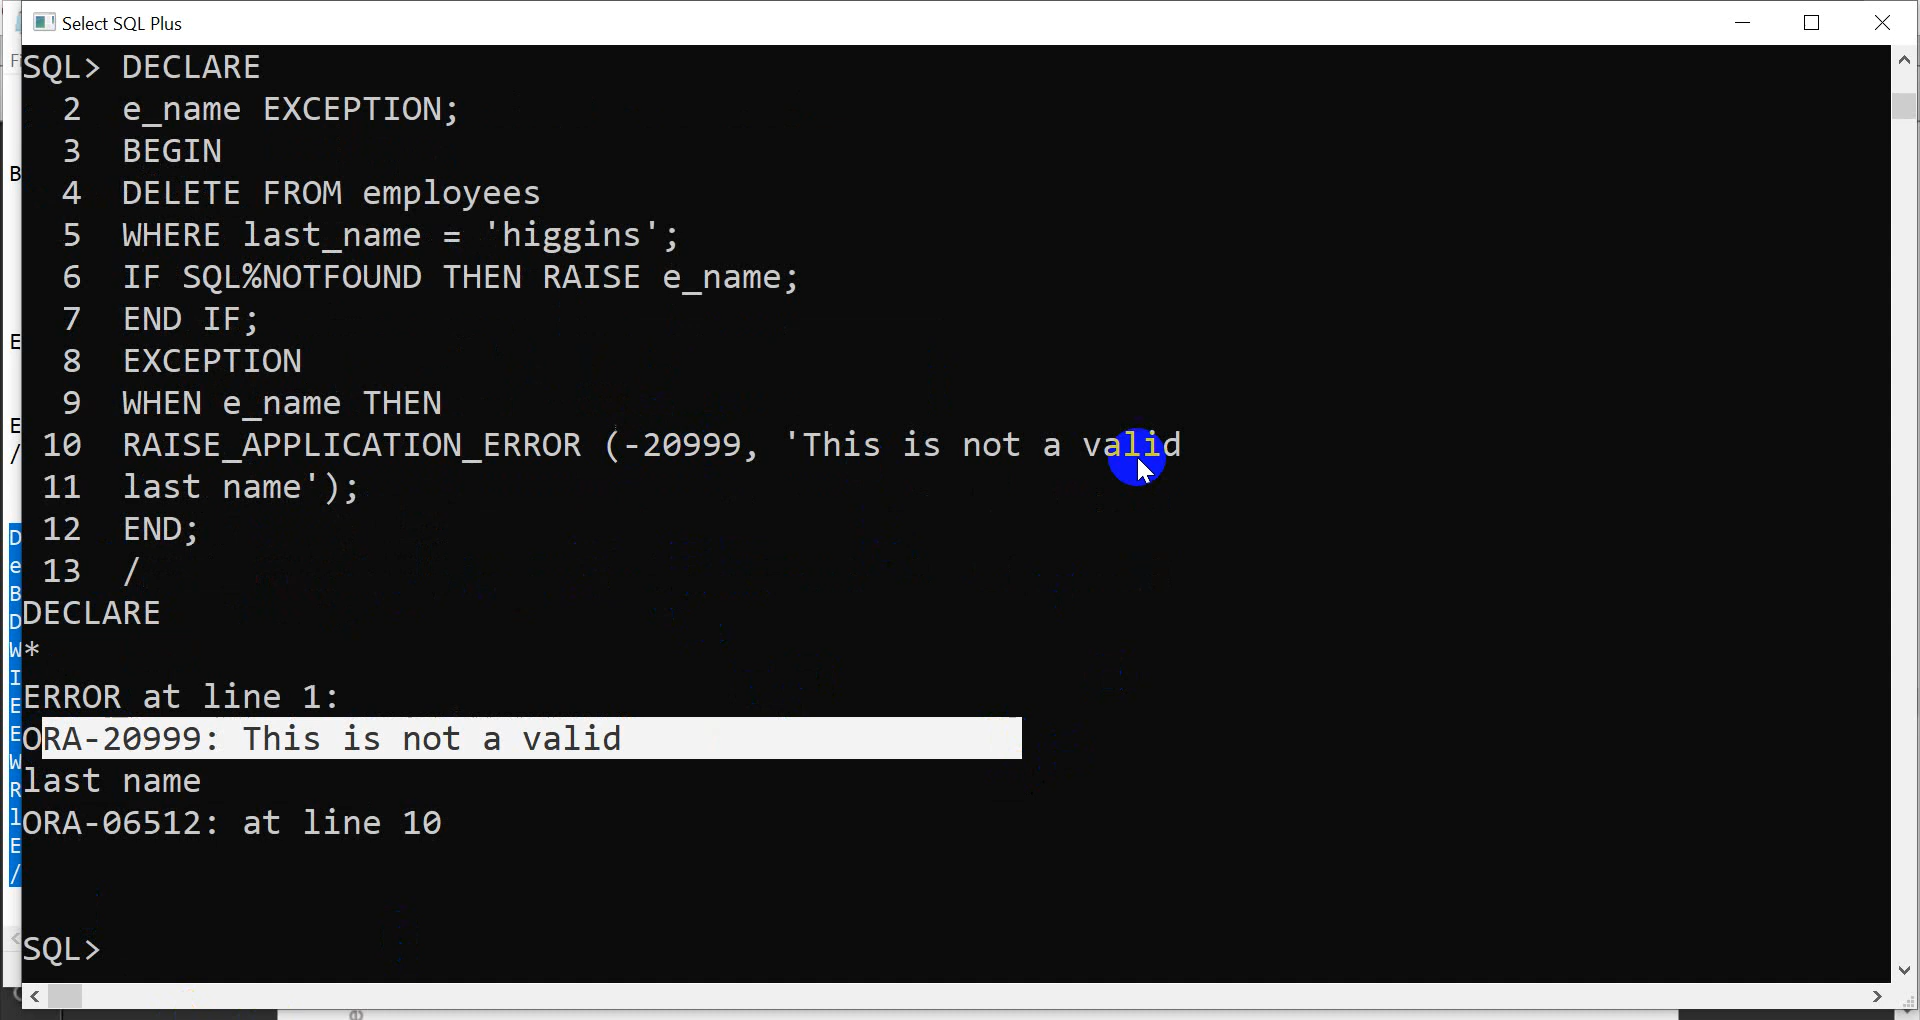 Select SQL Plus
SQL> DECLARE
2 e_name EXCEPTION;
3 BEGIN
4 DELETE FROM employees
5 WHERE last_name = 'higgins';
6 IF SQL%NOTFOUND THEN RAISE e_name;
7 END IF;
8 EXCEPTION
9 WHEN e_name THEN
10 RAISE_APPLICATION_ERROR (-20999, 'This is not a valid
11 last name');
12 END;
13 /
DECLARE
*
ERROR at line 1:
ORA-20999: This is not a valid
last name
ORA-06512: at line 10
SQL>